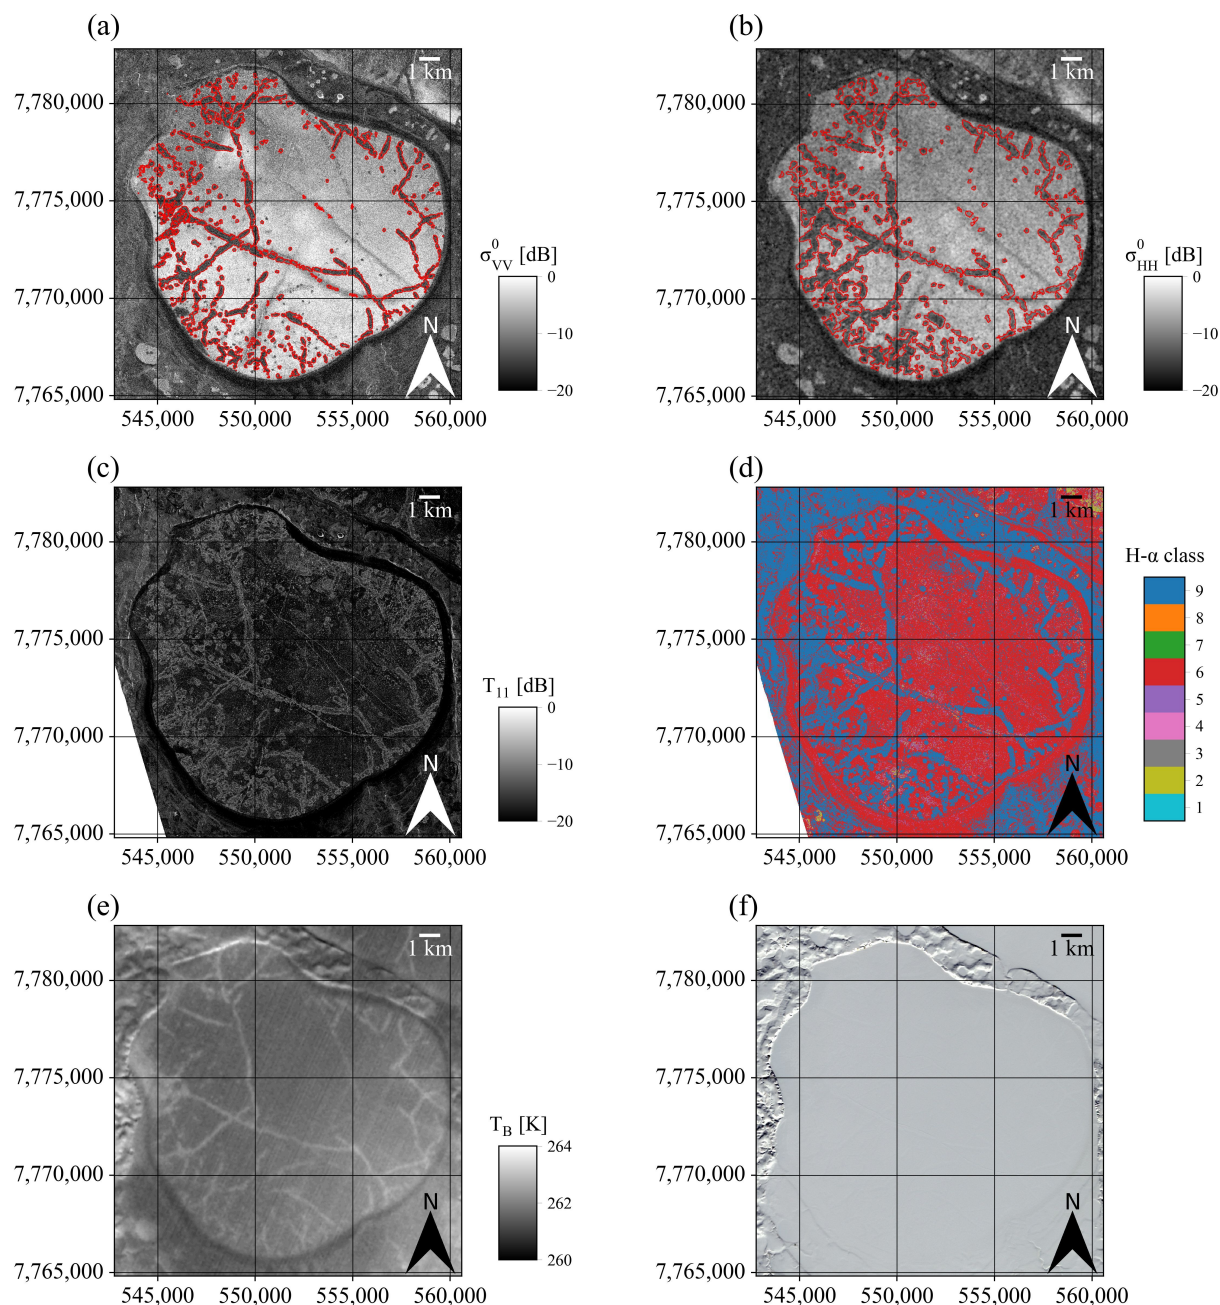 (a)
(b)
1 km
1 km
7,780,000
7,775,000
7,770,000
7,765,000
545,000 550,000 555,000 560,000
N
σ⁰VV [dB]
0
−10
−20
7,780,000
7,775,000
7,770,000
7,765,000
545,000 550,000 555,000 560,000
N
σ⁰HH [dB]
0
−10
−20
(c)
(d)
1 km
1 km
7,780,000
7,775,000
7,770,000
7,765,000
545,000 550,000 555,000 560,000
N
T11 [dB]
0
−10
−20
7,780,000
7,775,000
7,770,000
7,765,000
545,000 550,000 555,000 560,000
N
H-α class
9
8
7
6
5
4
3
2
1
(e)
(f)
1 km
1 km
7,780,000
7,775,000
7,770,000
7,765,000
545,000 550,000 555,000 560,000
N
TB [K]
264
262
260
7,780,000
7,775,000
7,770,000
7,765,000
545,000 550,000 555,000 560,000
N